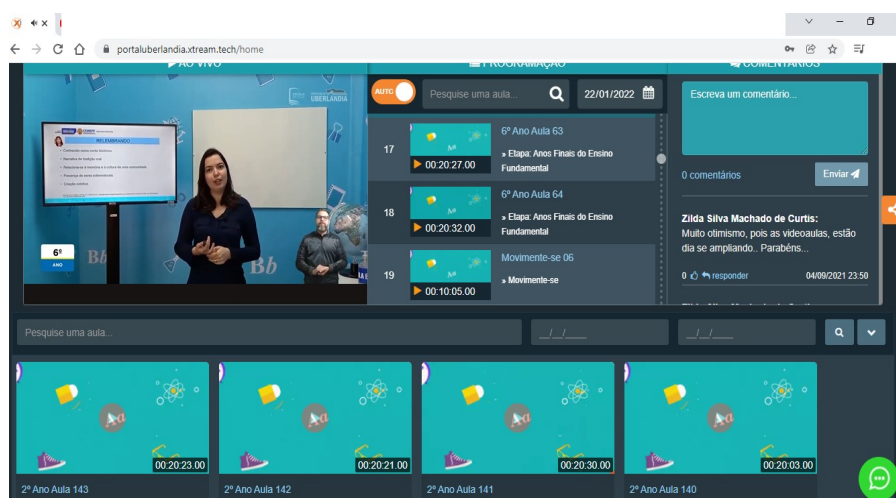 portaluberlandia.xtream.tech/home
AO VIVO
PROGRAMAÇÃO
COMENTÁRIOS
UBERLÂNDIA
RELEMBRANDO
6º
ANO
Bb
Bb
AUTO
Pesquise uma aula...
22/01/2022
17
00:20:27.00
6º Ano Aula 63
» Etapa: Anos Finais do Ensino
Fundamental
18
00:20:32.00
6º Ano Aula 64
» Etapa: Anos Finais do Ensino
Fundamental
19
00:10:05.00
Movimente-se 06
» Movimente-se
Escreva um comentário...
0 comentários
Enviar
Zilda Silva Machado de Curtis:
Muito otimismo, pois as videoaulas, estão
dia se ampliando.. Parabéns...
0 responder 04/09/2021 23:50
Pesquise uma aula...
__/__/____
__/__/____
00:20:23.00
00:20:21.00
00:20:30.00
00:20:03.00
2º Ano Aula 143
2º Ano Aula 142
2º Ano Aula 141
2º Ano Aula 140